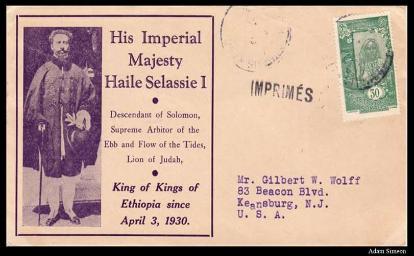 His Imperial
Majesty
Haile Selassie I
Descendant of Solomon,
Supreme Arbitor of the
Ebb and Flow of the Tides,
Lion of Judah,
King of Kings of
Ethiopia since
April 3, 1930.
IMPRIMÉS
30
Mr. Gilbert W. Wolff
83 Beacon Blvd.
Keansburg, N.J.
U. S. A.
Adam Simeon